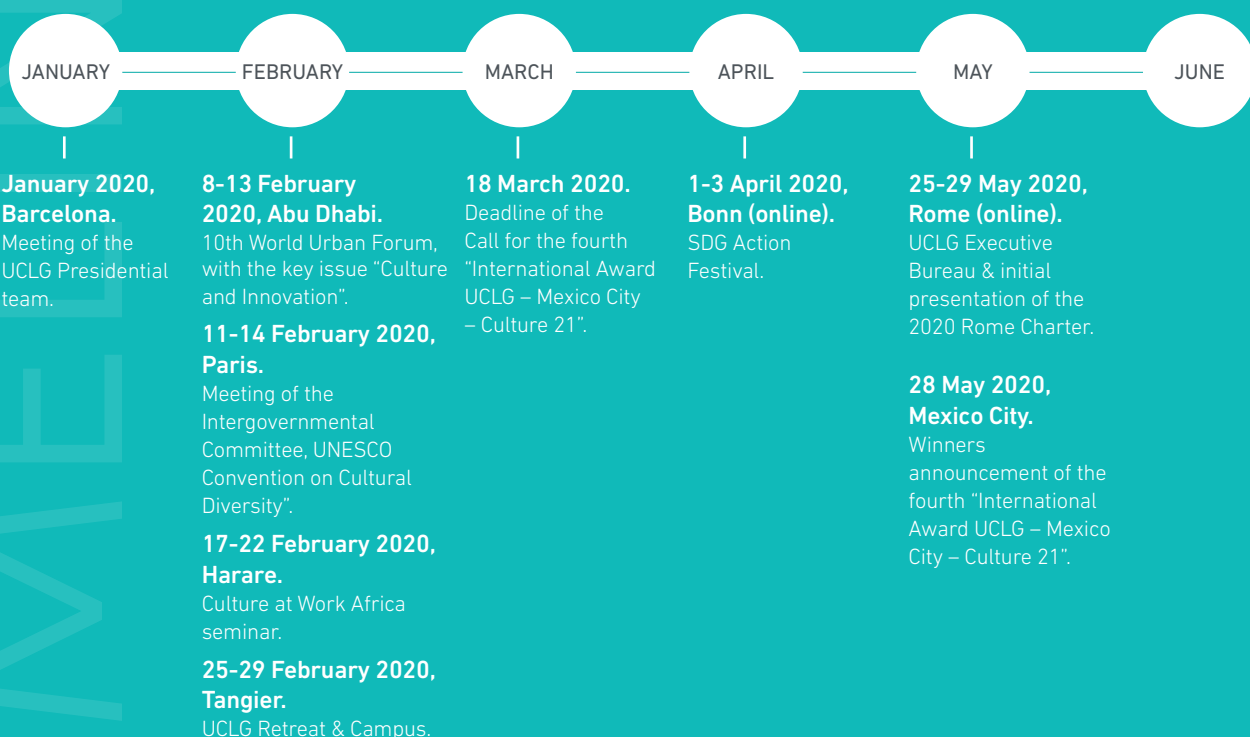 JANUARY
FEBRUARY
MARCH
APRIL
MAY
JUNE
January 2020,
Barcelona.
Meeting of the
UCLG Presidential
team.
8-13 February
2020, Abu Dhabi.
10th World Urban Forum,
with the key issue “Culture
and Innovation”.
11-14 February 2020,
Paris.
Meeting of the
Intergovernmental
Committee, UNESCO
Convention on Cultural
Diversity”.
17-22 February 2020,
Harare.
Culture at Work Africa
seminar.
25-29 February 2020,
Tangier.
UCLG Retreat & Campus.
18 March 2020.
Deadline of the
Call for the fourth
“International Award
UCLG – Mexico City
– Culture 21”.
1-3 April 2020,
Bonn (online).
SDG Action
Festival.
25-29 May 2020,
Rome (online).
UCLG Executive
Bureau & initial
presentation of the
2020 Rome Charter.
28 May 2020,
Mexico City.
Winners
announcement of the
fourth “International
Award UCLG – Mexico
City – Culture 21”.